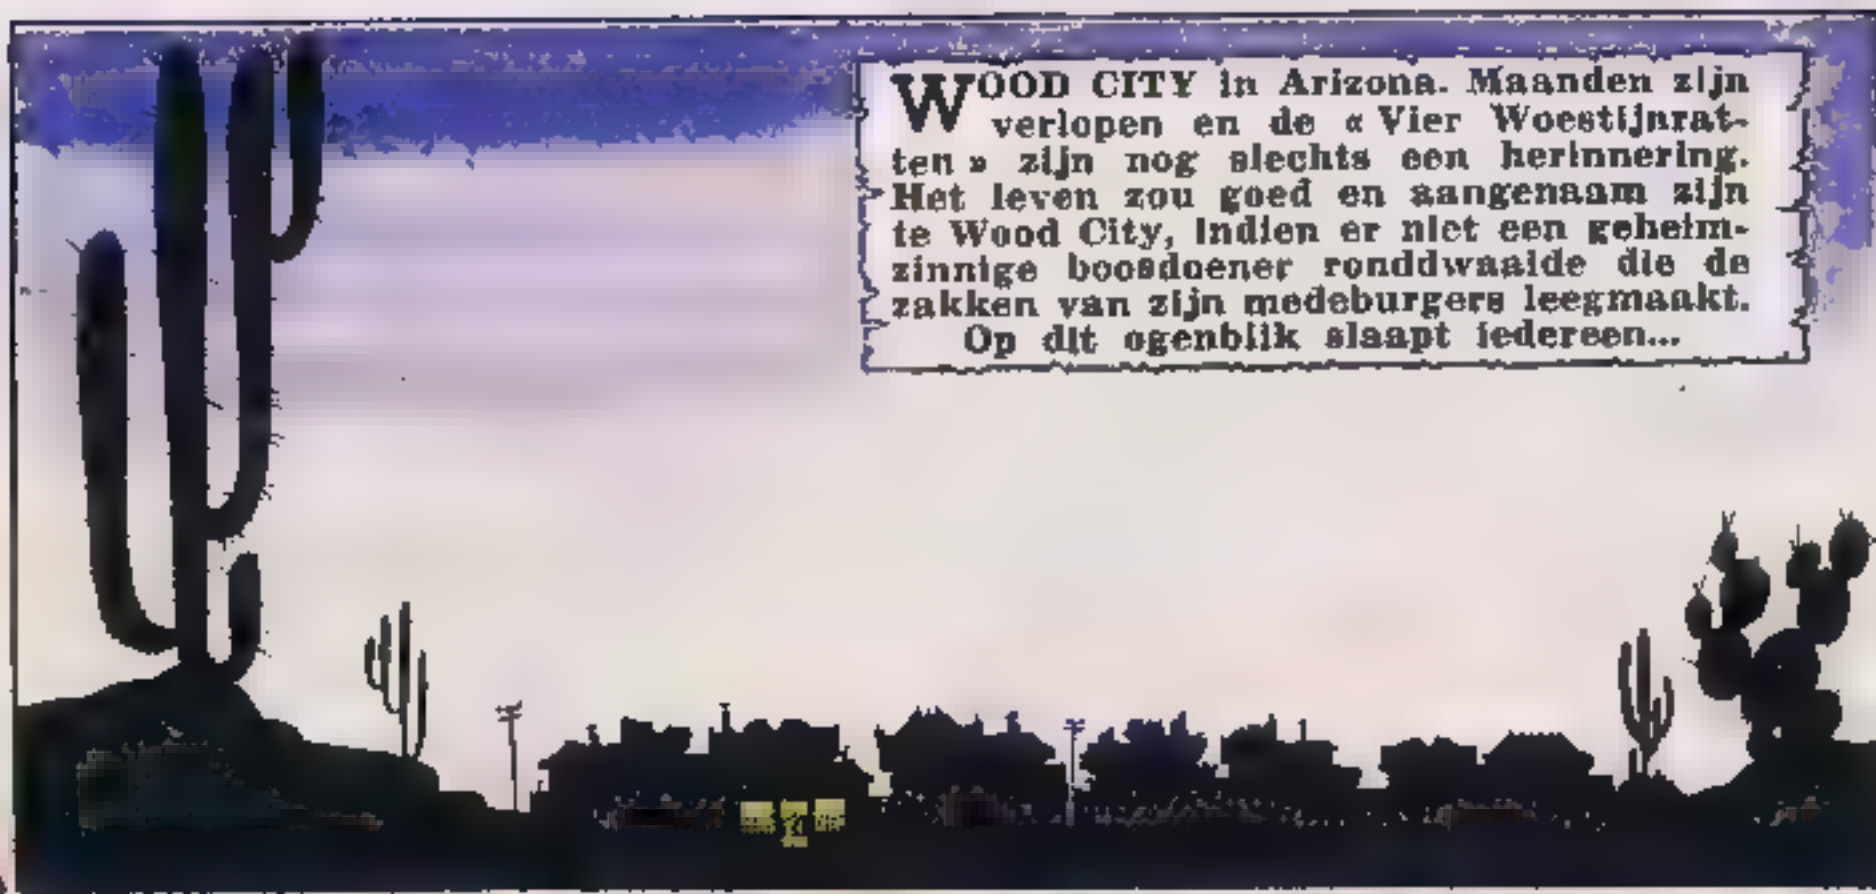 WOOD CITY in Arizona. Maanden zijn
verlopen en de « Vier Woestijnrat-
ten » zijn nog slechts een herinnering.
Het leven zou goed en aangenaam zijn
te Wood City, indien er niet een geheim-
zinnige boosdoener ronddwaalde die de
zakken van zijn medeburgers leegmaakt.
Op dit ogenblik slaapt iedereen...